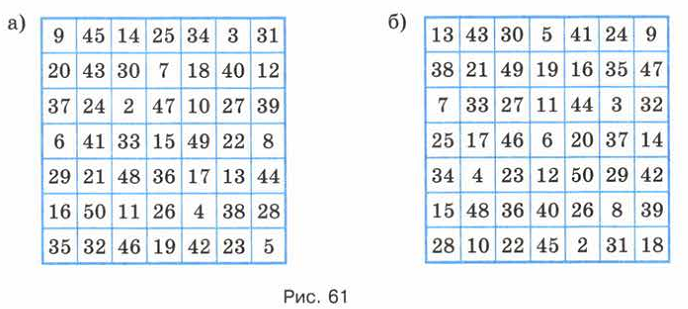 а)
9 45 14 25 34 3 31
20 43 30 7 18 40 12
37 24 2 47 10 27 39
6 41 33 15 49 22 8
29 21 48 36 17 13 44
16 50 11 26 4 38 28
35 32 46 19 42 23 5
б)
13 43 30 5 41 24 9
38 21 49 19 16 35 47
7 33 27 11 44 3 32
25 17 46 6 20 37 14
34 4 23 12 50 29 42
15 48 36 40 26 8 39
28 10 22 45 2 31 18
Рис. 61